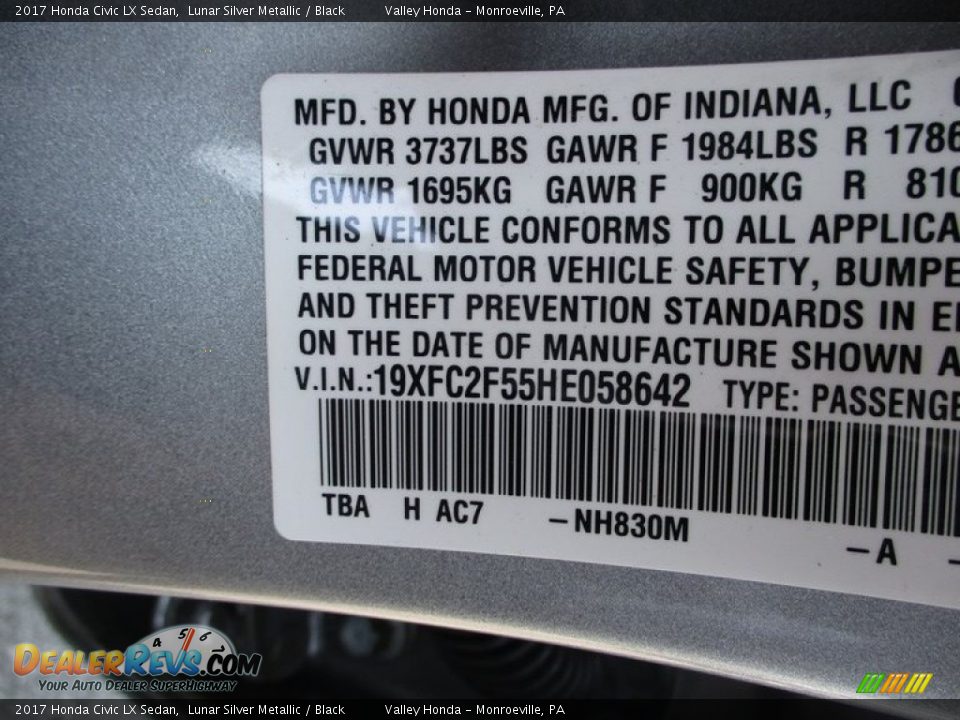 2017 Honda Civic LX Sedan, Lunar Silver Metallic / Black Valley Honda - Monroeville, PA
MFD. BY HONDA MFG. OF INDIANA, LLC
GVWR 3737LBS GAWR F 1984LBS R 1786
GVWR 1695KG GAWR F 900KG R 810
THIS VEHICLE CONFORMS TO ALL APPLICA
FEDERAL MOTOR VEHICLE SAFETY, BUMPE
AND THEFT PREVENTION STANDARDS IN E
ON THE DATE OF MANUFACTURE SHOWN A
V.I.N.:19XFC2F55HE058642 TYPE: PASSENGE
TBA H AC7 -NH830M
-A -
4 5 6
DEALERREVS.COM
YOUR AUTO DEALER SUPERHIGHWAY
2017 Honda Civic LX Sedan, Lunar Silver Metallic / Black Valley Honda - Monroeville, PA